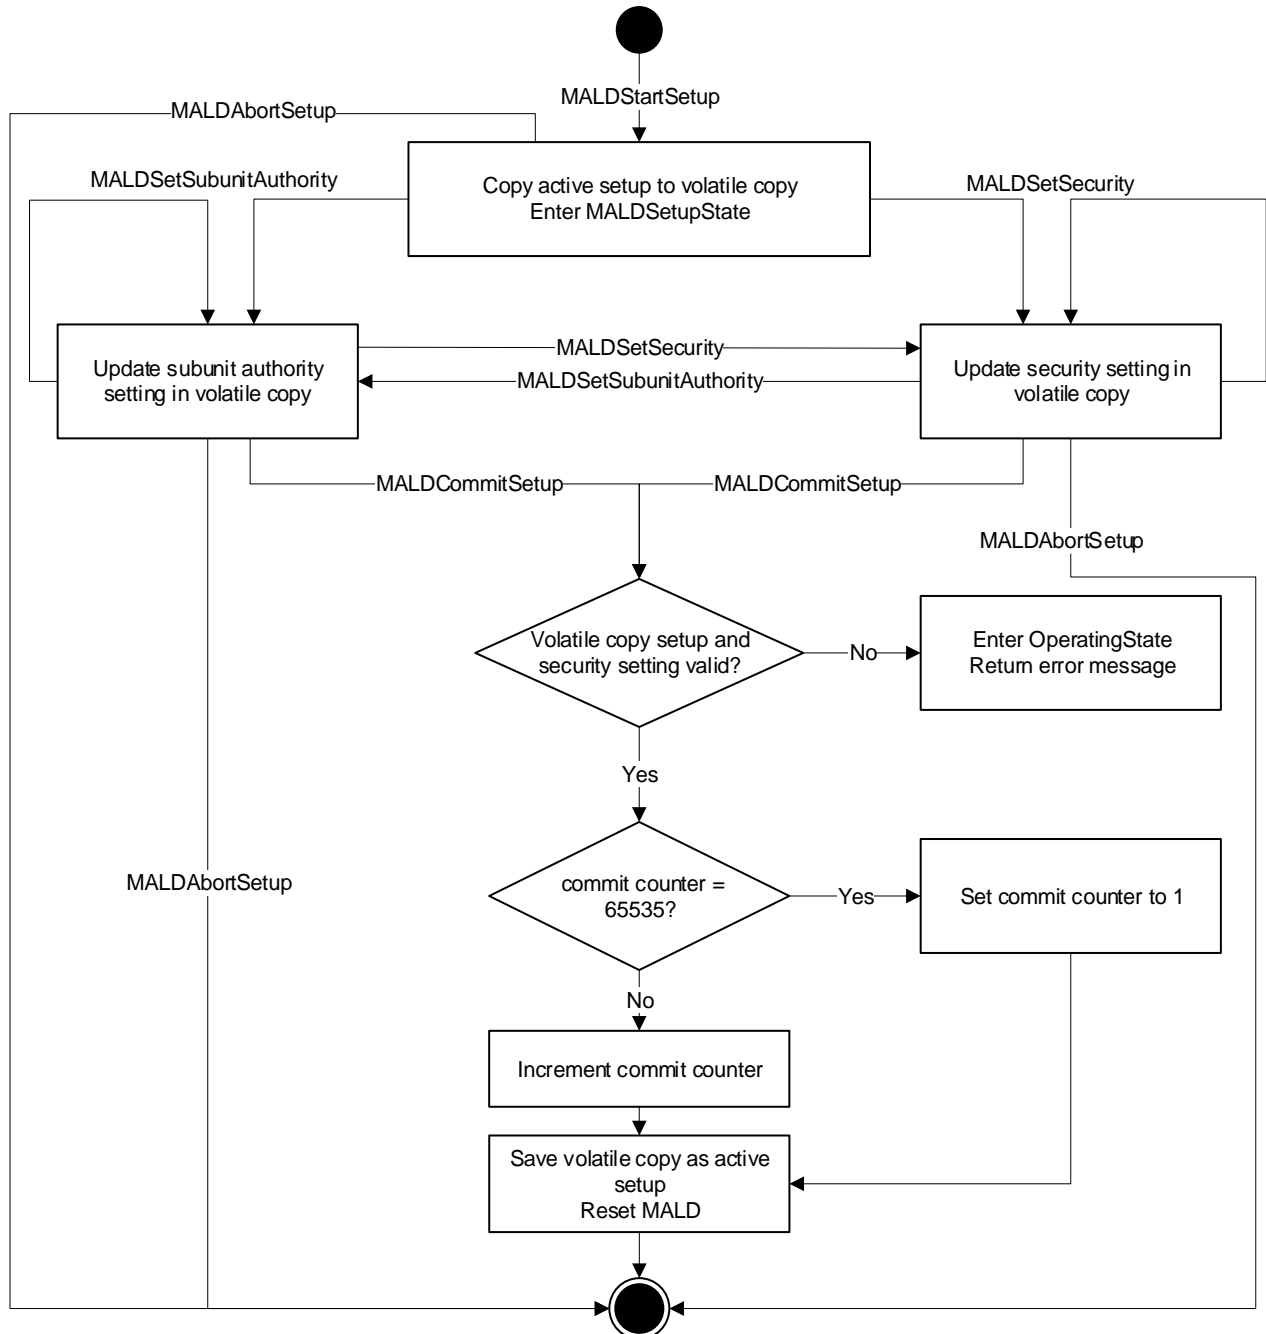 MALDStartSetup
MALDAbortSetup
MALDSetSubunitAuthority
Copy active setup to volatile copy
Enter MALDSetupState
MALDSetSecurity
Update subunit authority
setting in volatile copy
MALDSetSecurity
MALDSetSubunitAuthority
Update security setting in
volatile copy
MALDCommitSetup
MALDCommitSetup
MALDAbortSetup
Volatile copy setup and
security setting valid?
No
Enter OperatingState
Return error message
Yes
MALDAbortSetup
commit counter =
65535?
Yes
Set commit counter to 1
No
Increment commit counter
Save volatile copy as active
setup
Reset MALD